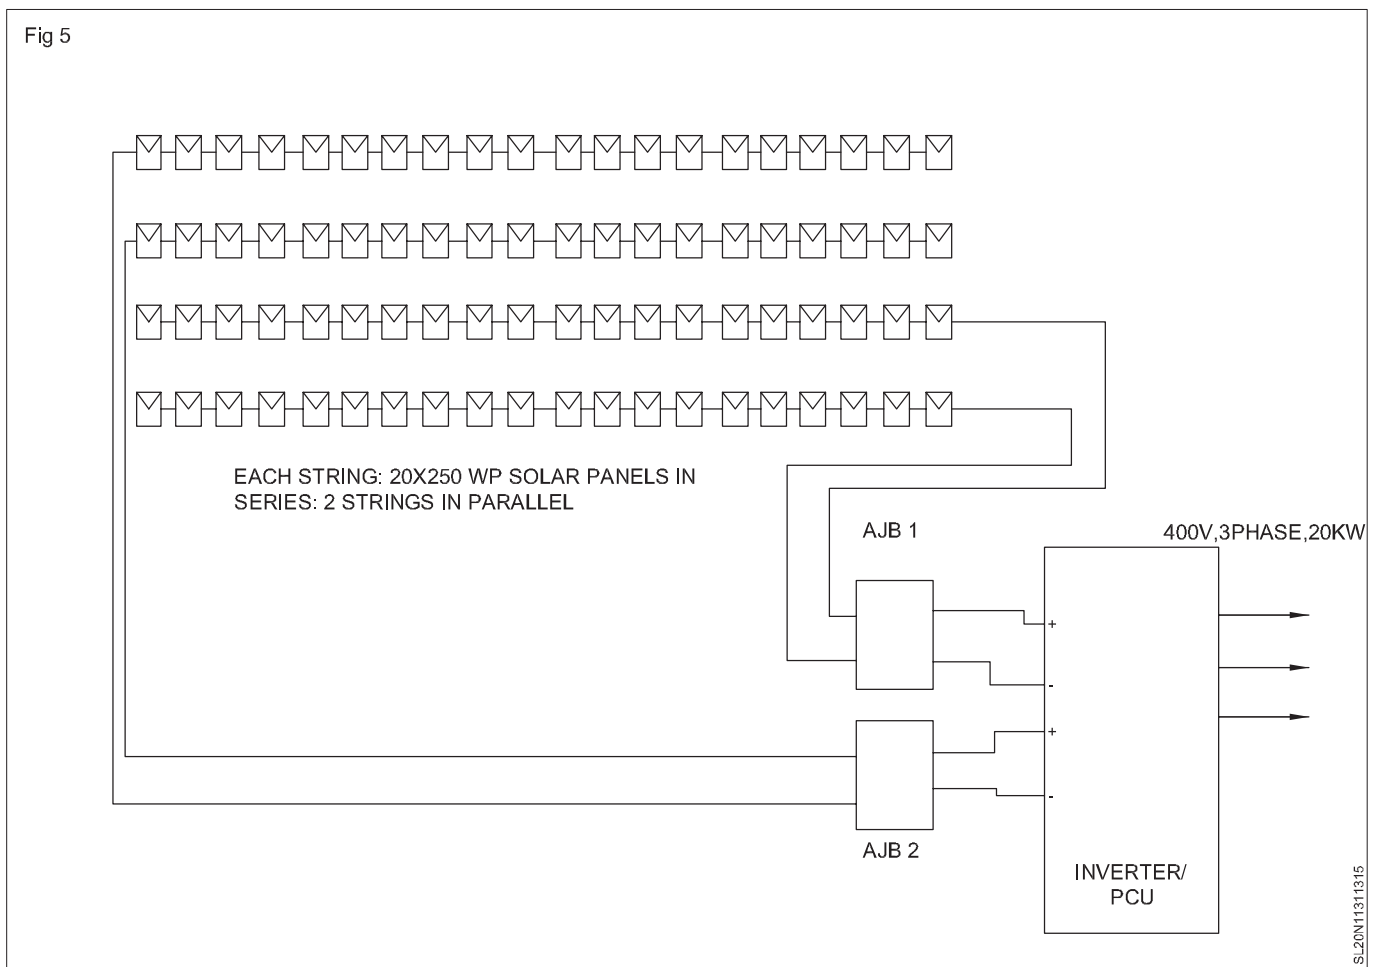 Fig 5
EACH STRING: 20X250 WP SOLAR PANELS IN
SERIES: 2 STRINGS IN PARALLEL
AJB 1
400V,3PHASE,20KW
+
-
+
-
AJB 2
INVERTER/
PCU
SL20N11311315